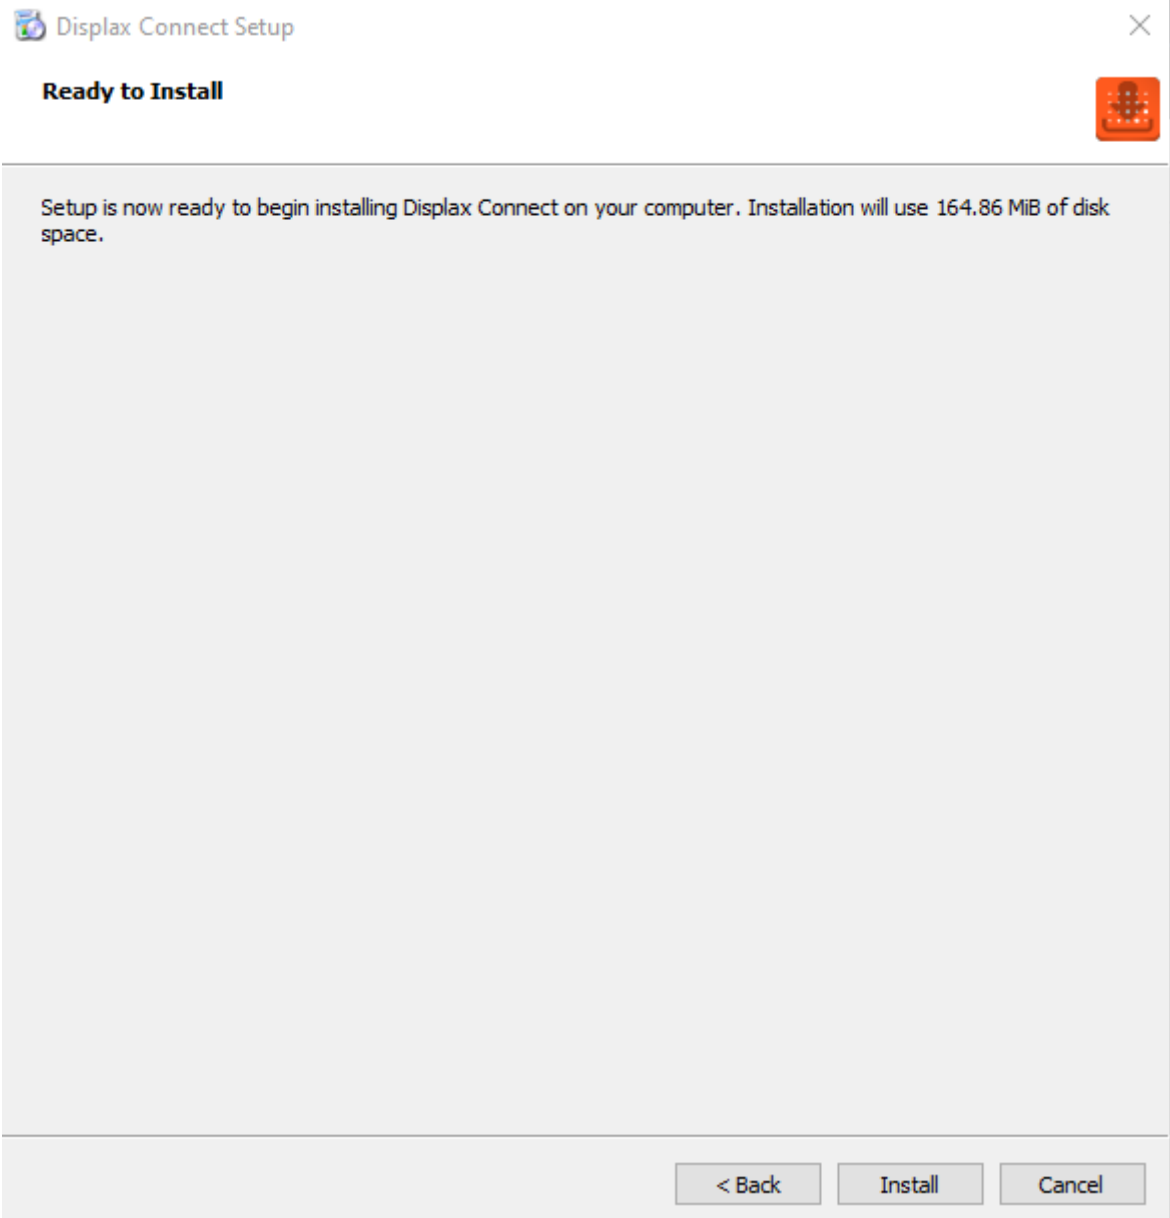 Displax Connect Setup
Ready to Install
Setup is now ready to begin installing Displax Connect on your computer. Installation will use 164.86 MiB of disk
space.
< Back
Install
Cancel